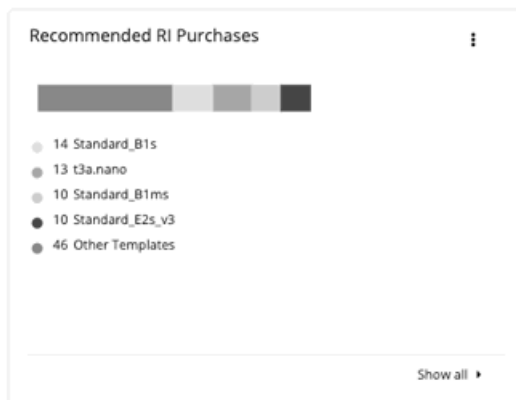 Recommended RI Purchases
14 Standard_B1s
13 t3a.nano
10 Standard_B1ms
10 Standard_E2s_v3
46 Other Templates
Show all